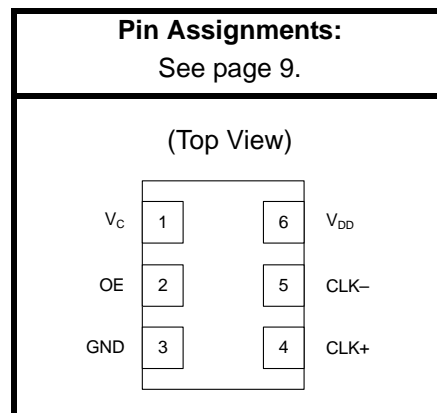 Pin Assignments:
See page 9.
(Top View)
VC 1 6 VDD
OE 2 5 CLK–
GND 3 4 CLK+